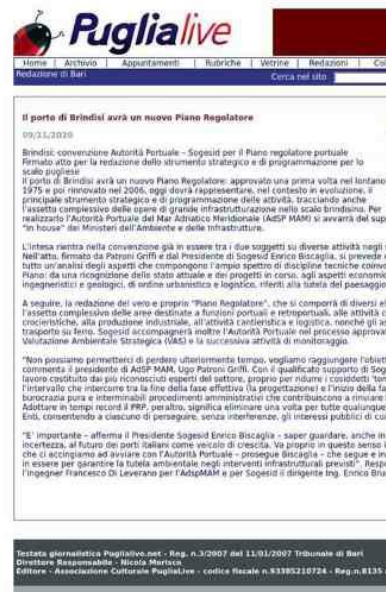 Puglialive
Home | Archivio | Appuntamenti | Rubriche | Vetrine | Redazioni
Redazione di Bari
Cerca nel sito
Il porto di Brindisi avrà un nuovo Piano Regolatore
09/11/2020
Brindisi: convenzione Autorità Portuale - Sogesid per il Piano regolatore portuale
Firmato atto per la redazione dello strumento strategico e di programmazione per lo
scalo pugliese
Il porto di Brindisi avrà un nuovo Piano Regolatore: approvato una prima volta nel lontano
1975 e poi rinnovato nel 2006, oggi dovrà rappresentare, nel contesto in evoluzione, il
principale strumento strategico e di programmazione delle attività, tracciando anche
l'assetto complessivo delle opere di grande infrastrutturazione nello scalo brindisino. Per
realizzarlo l'Autorità Portuale del Mar Adriatico Meridionale (AdSP MAM) si avvarrà del sup
"in house" dei Ministeri dell'Ambiente e delle Infrastrutture.
L'intesa rientra nella convenzione già in essere tra i due soggetti su diverse attività negli s
Nell'atto, firmato da Patroni Griffi e dal Presidente di Sogesid Enrico Biscaglia, si prevede
tutto un'analisi degli aspetti che compongono l'ampio spettro di discipline tecniche coinv
Piano: da una ricognizione dello stato attuale e dei progetti in corso, agli aspetti economic
ingegneristici e geologici, di ordine urbanistico e logistico, riferiti alla tutela del paesaggio
A seguire, la redazione del vero e proprio "Piano Regolatore", che si comporrà di diversi el
l'assetto complessivo delle aree destinate a funzioni portuali e retroportuali, alle attività c
crocieristiche, alla produzione industriale, all'attività cantieristica e logistica, nonché gli as
trasporto su ferro. Sogesid accompagnerà inoltre l'Autorità Portuale nel processo approvat
Valutazione Ambientale Strategica (VAS) e la successiva attività di monitoraggio.
"Non possiamo permetterci di perdere ulteriormente tempo, vogliamo raggiungere l'obiett
commenta il presidente di AdSP MAM, Ugo Patroni Griffi. Con il qualificato supporto di Sog
lavoro costituito dai più riconosciuti esperti del settore, proprio per ridurre i cosiddetti "ter
l'intervallo che intercorre tra la fine della fase effettiva (la progettazione) e l'inizio della fa
burocrazia pura e interminabili procedimenti amministrativi che contribuiscono a rinviare
Adottare in tempi record il PRP, peraltro, significa eliminare una volta per tutte qualunque
Enti, consentendo a ciascuno di perseguire, senza interferenze, gli interessi pubblici di cui
"E' importante - afferma il Presidente Sogesid Enrico Biscaglia - saper guardare, anche in
incertezza, al futuro dei porti italiani come veicolo di crescita. Va proprio in questo senso l
che ci accingiamo ad avviare con l'Autorità Portuale - prosegue Biscaglia - che segue e in
in essere per garantire la tutela ambientale negli interventi infrastrutturali previsti". Resp
l'ingegner Francesco Di Leverano per l'AdspMAM e per Sogesid il dirigente Ing. Enrico Bru
Testata giornalistica Puglialive.net - Reg. n.3/2007 del 11/01/2007 Tribunale di Bari
Direttore Responsabile - Nicola Morisco
Editore - Associazione Culturale PugliaLive - codice fiscale n.93385210724 - Reg.n.8135